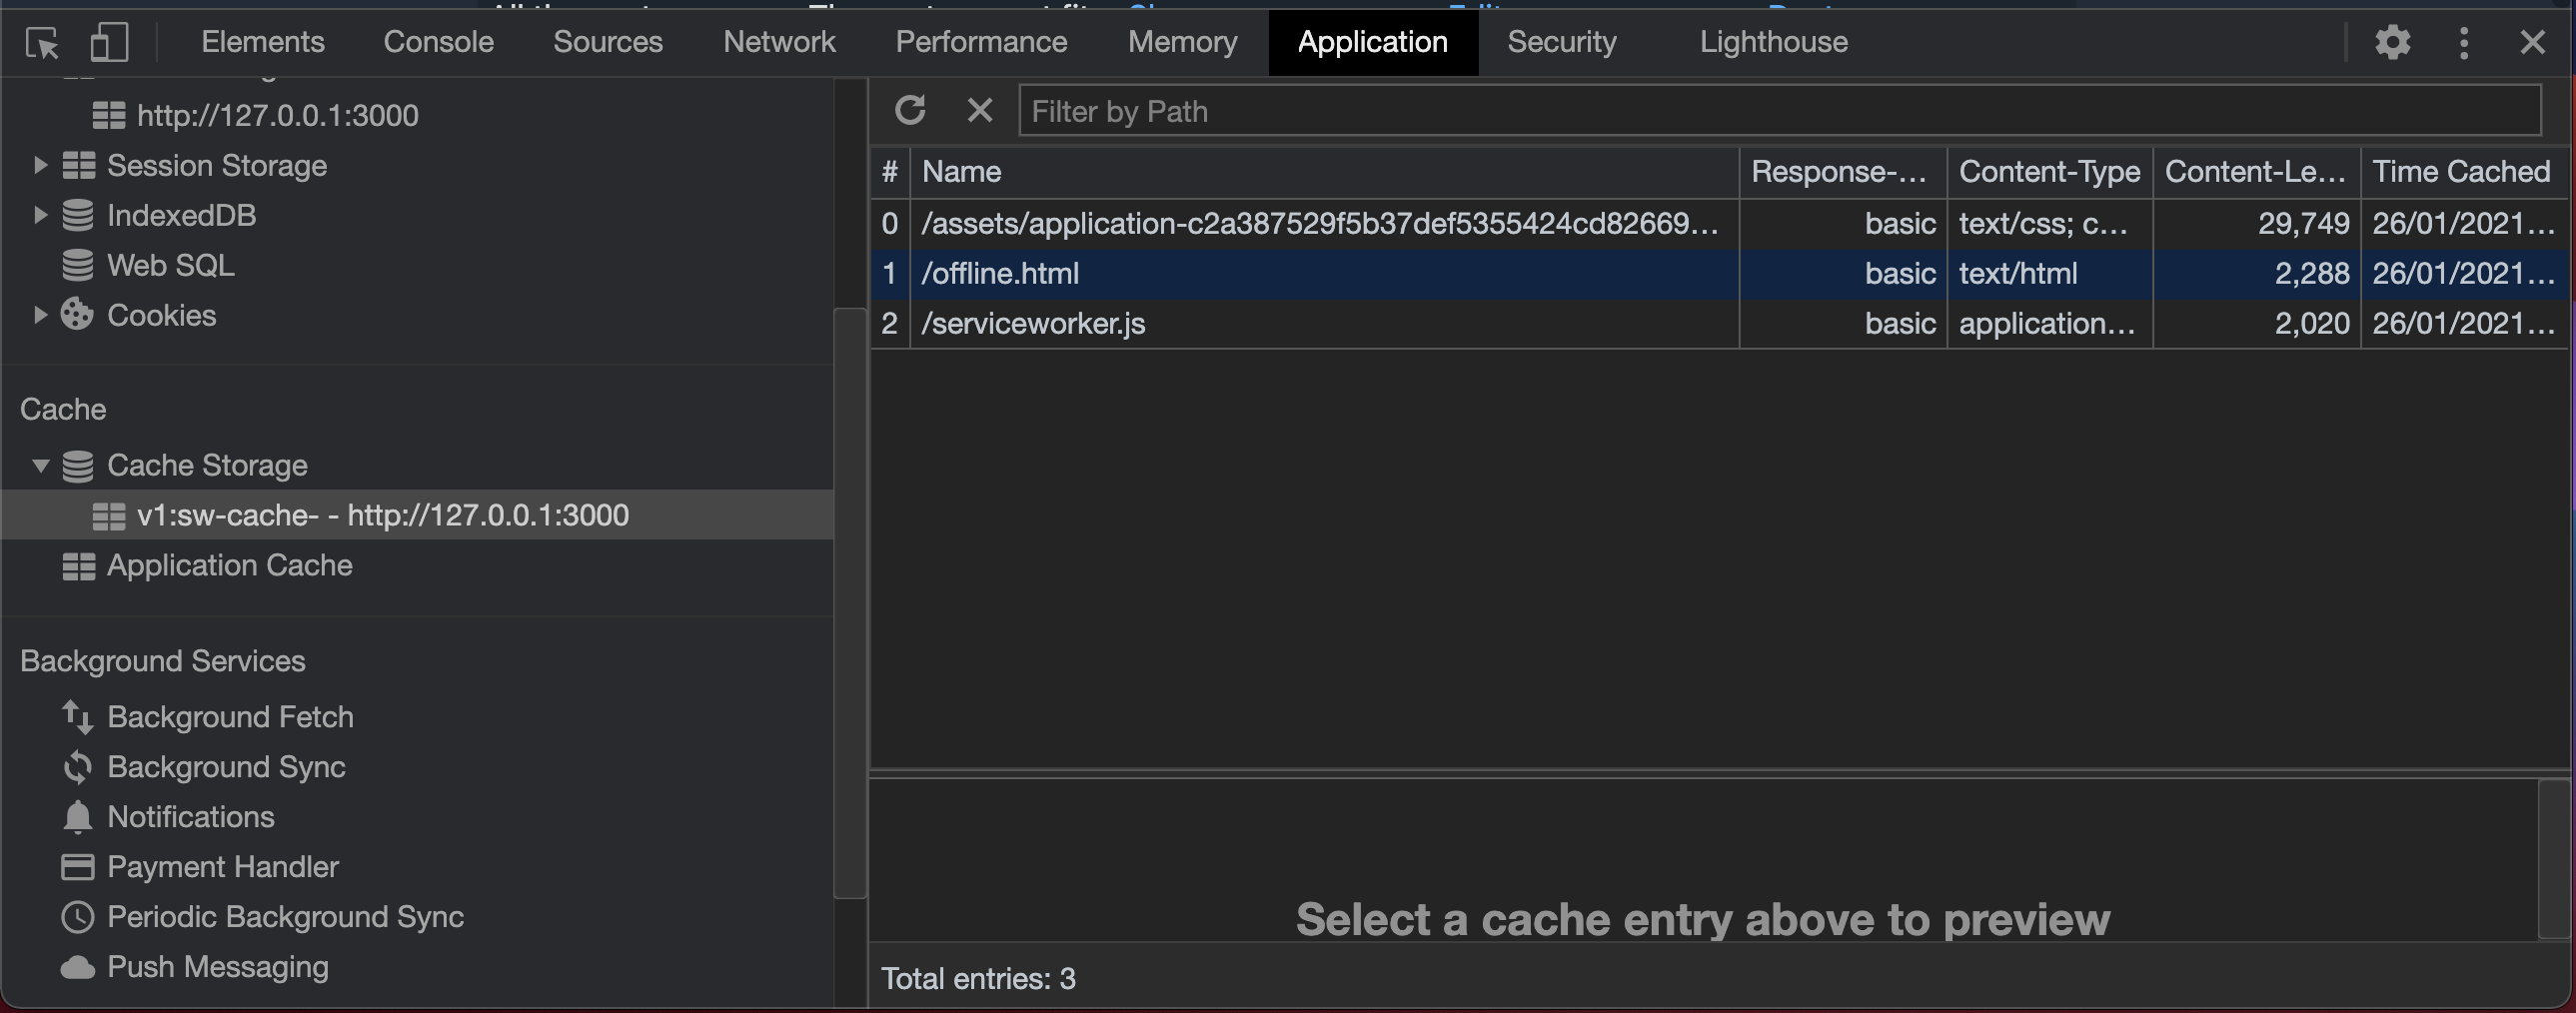 Elements Console Sources Network Performance Memory Application Security Lighthouse
http://127.0.0.1:3000
Session Storage
IndexedDB
Web SQL
Cookies
Cache
Cache Storage
v1:sw-cache- - http://127.0.0.1:3000
Application Cache
Background Services
Background Fetch
Background Sync
Notifications
Payment Handler
Periodic Background Sync
Push Messaging
Filter by Path
# Name Response-... Content-Type Content-Le... Time Cached
0 /assets/application-c2a387529f5b37def5355424cd82669... basic text/css; c... 29,749 26/01/2021...
1 /offline.html basic text/html 2,288 26/01/2021...
2 /serviceworker.js basic application... 2,020 26/01/2021...
Select a cache entry above to preview
Total entries: 3